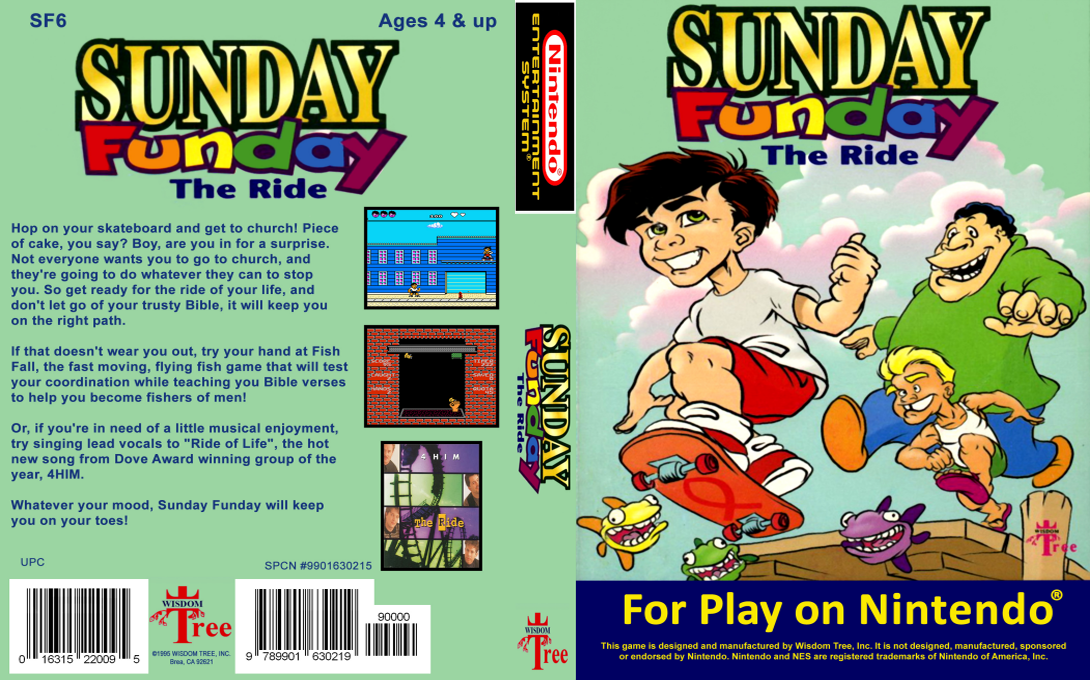 SF6
Ages 4 & up
SUNDAY
Funday
The Ride
Hop on your skateboard and get to church! Piece
of cake, you say? Boy, are you in for a surprise.
Not everyone wants you to go to church, and
they're going to do whatever they can to stop
you. So get ready for the ride of your life, and
don't let go of your trusty Bible, it will keep you
on the right path.
If that doesn't wear you out, try your hand at Fish
Fall, the fast moving, flying fish game that will test
your coordination while teaching you Bible verses
to help you become fishers of men!
Or, if you're in need of a little musical enjoyment,
try singing lead vocals to "Ride of Life", the hot
new song from Dove Award winning group of the
year, 4HIM.
Whatever your mood, Sunday Funday will keep
you on your toes!
4 HIM
The Ride
UPC
SPCN #9901630215
0 16315 22009 5
WISDOM
Tree
©1995 WISDOM TREE, INC.
Brea, CA 92621
9 789901 630219
90000
Nintendo®
ENTERTAINMENT
SYSTEM®
SUNDAY
Funday
The Ride
WISDOM
Tree
SUNDAY
Funday
The Ride
WISDOM
Tree
For Play on Nintendo®
This game is designed and manufactured by Wisdom Tree, Inc. It is not designed, manufactured, sponsored
or endorsed by Nintendo. Nintendo and NES are registered trademarks of Nintendo of America, Inc.